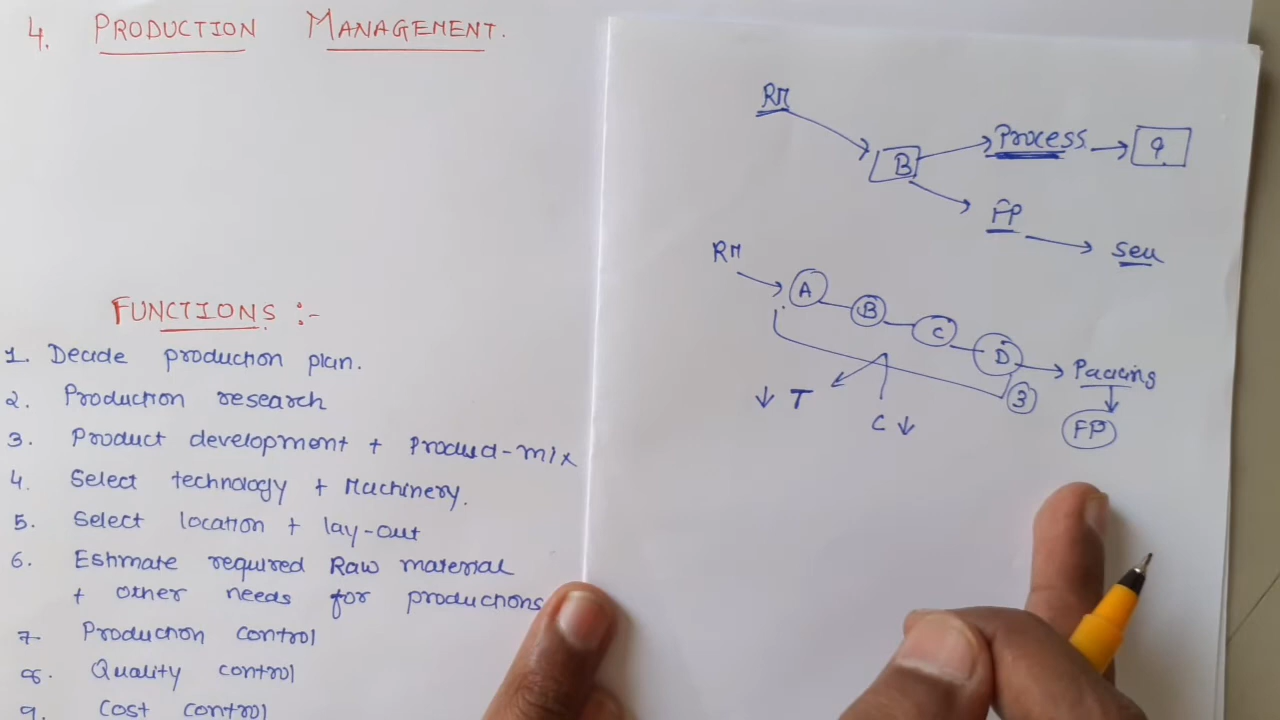 4. PRODUCTION MANAGEMENT.
FUNCTIONS :-
1. Decide production plan.
2. Production research
3. Product development + Product-mix
4. Select technology + Machinery.
5. Select location + lay-out
6. Estimate required Raw material
+ other needs for productions
7. Production control
8. Quality control
9. Cost control
RM
B
Process
9
FP
Sell
RM
A
B
C
D
Packing
3
↓ T
C ↓
FP